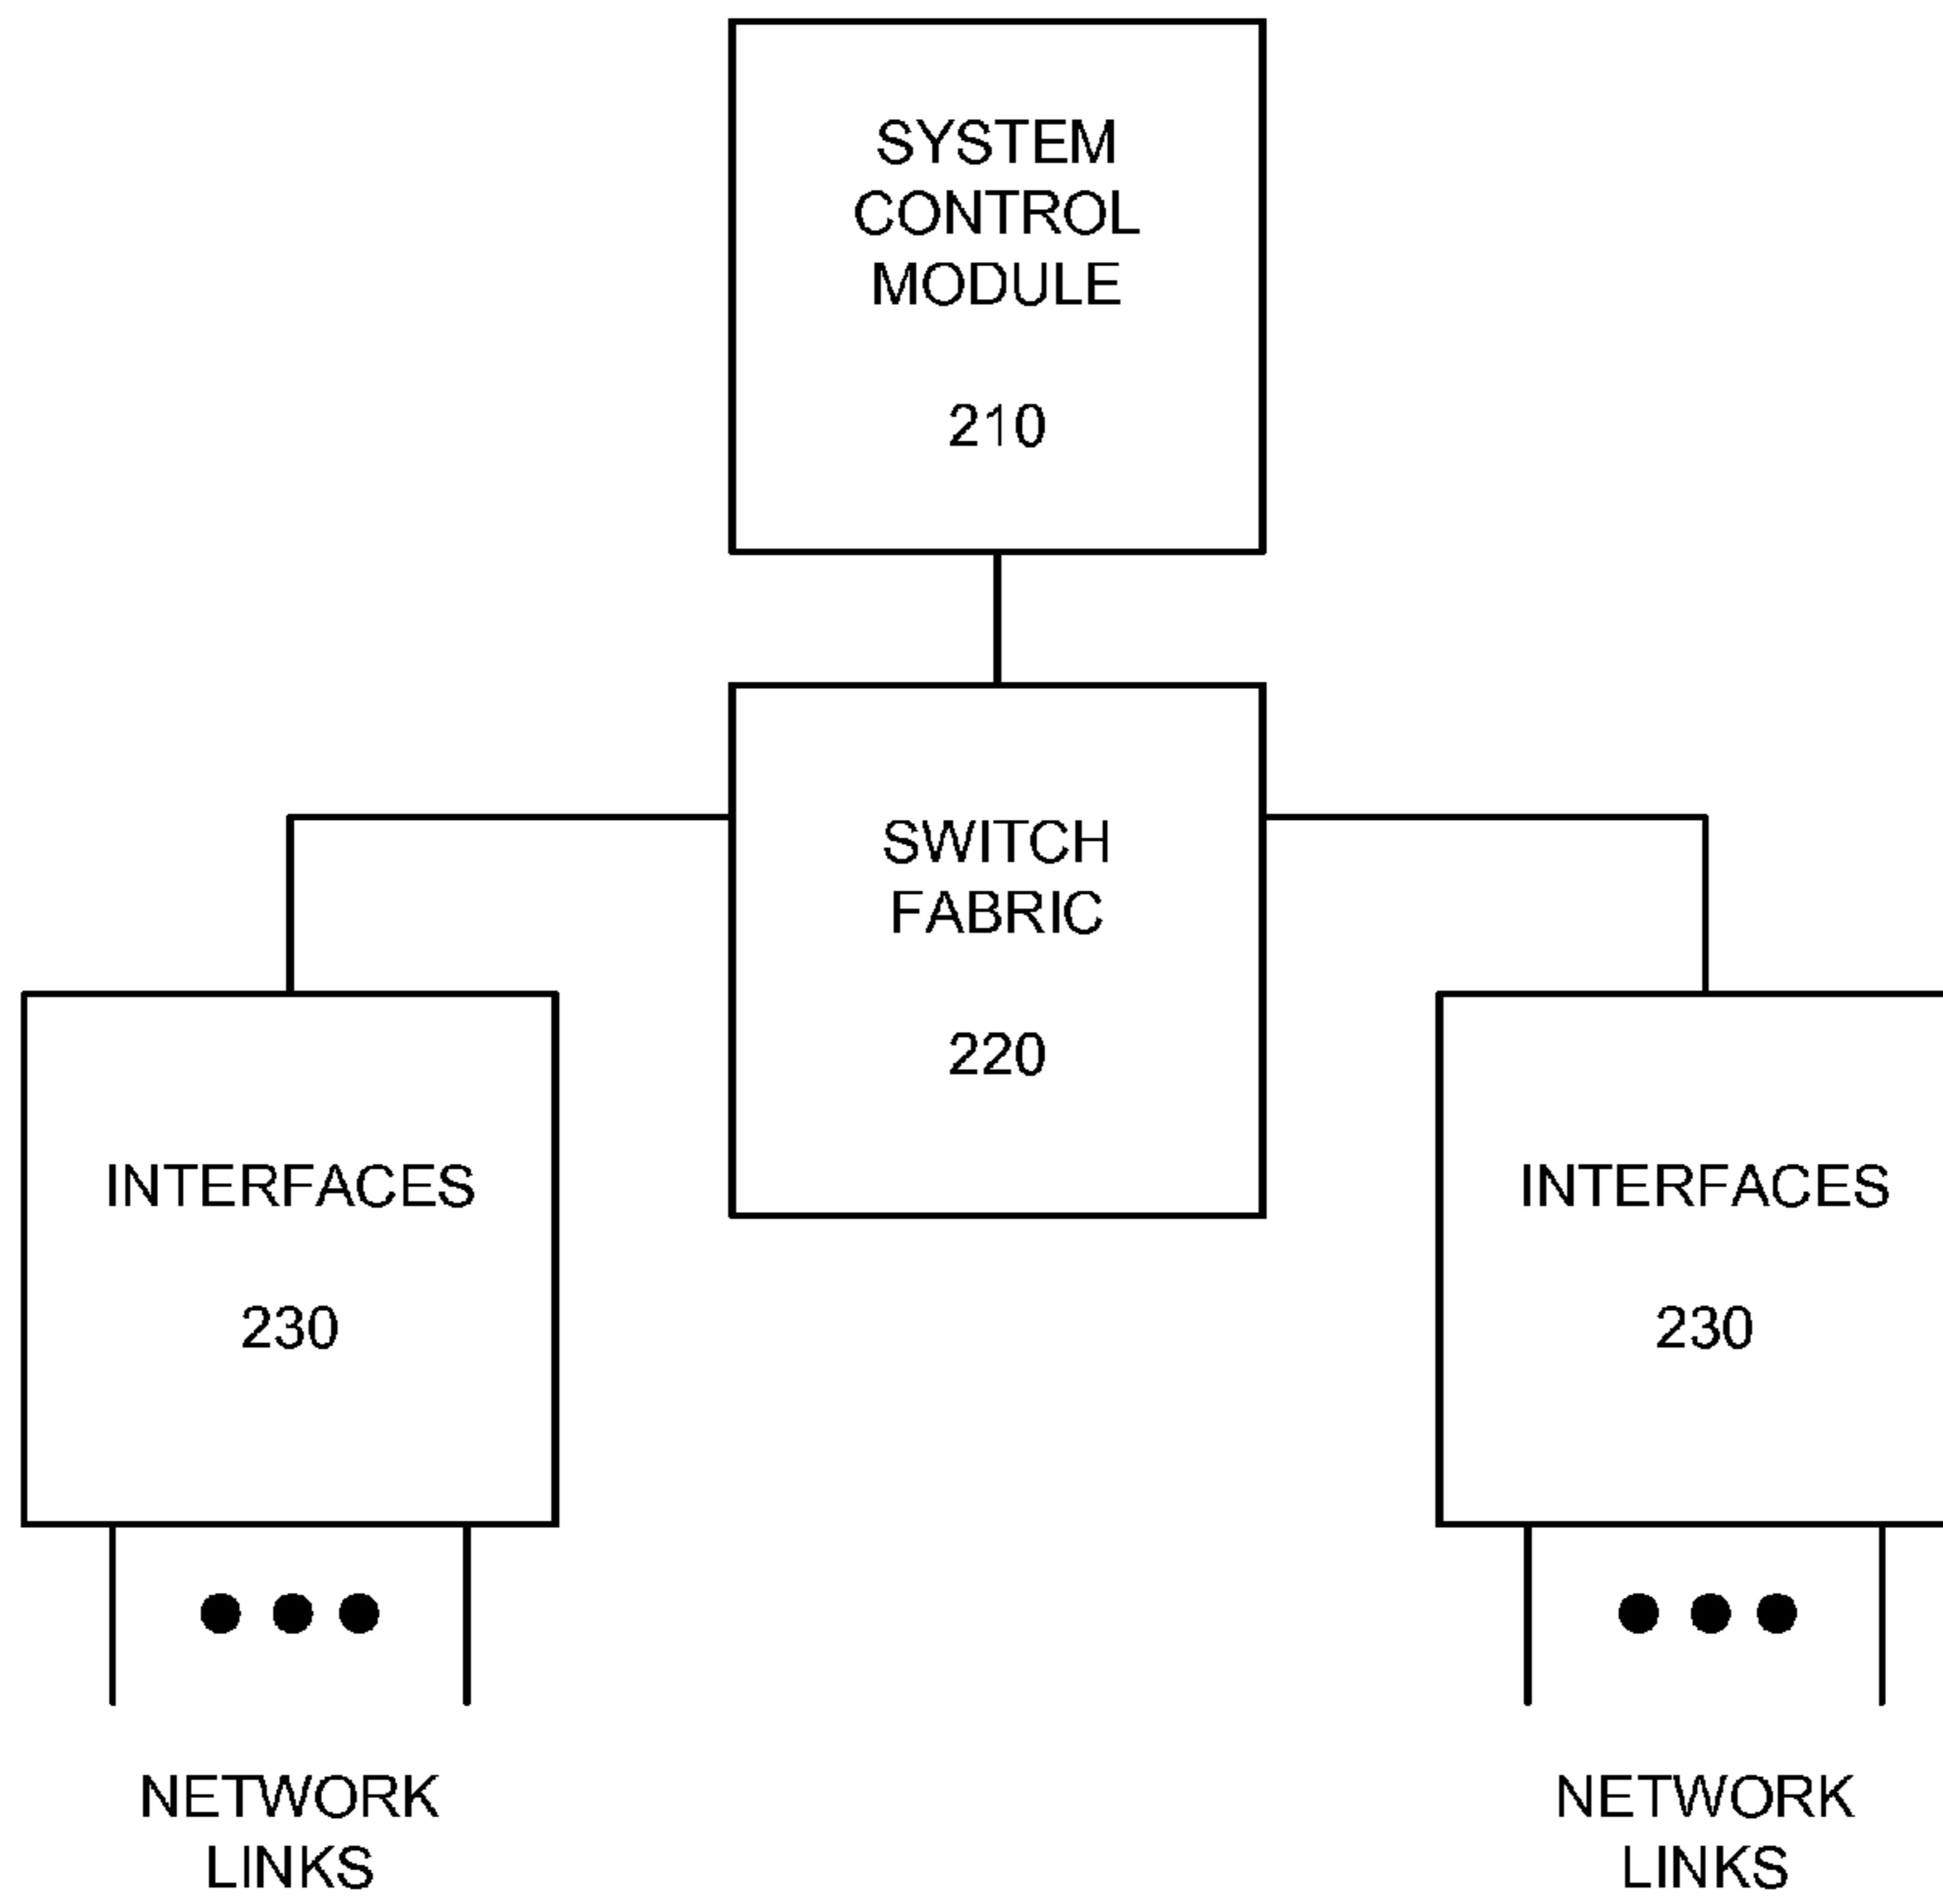 SYSTEM
CONTROL
MODULE
210
SWITCH
FABRIC
220
INTERFACES
230
INTERFACES
230
NETWORK
LINKS
NETWORK
LINKS